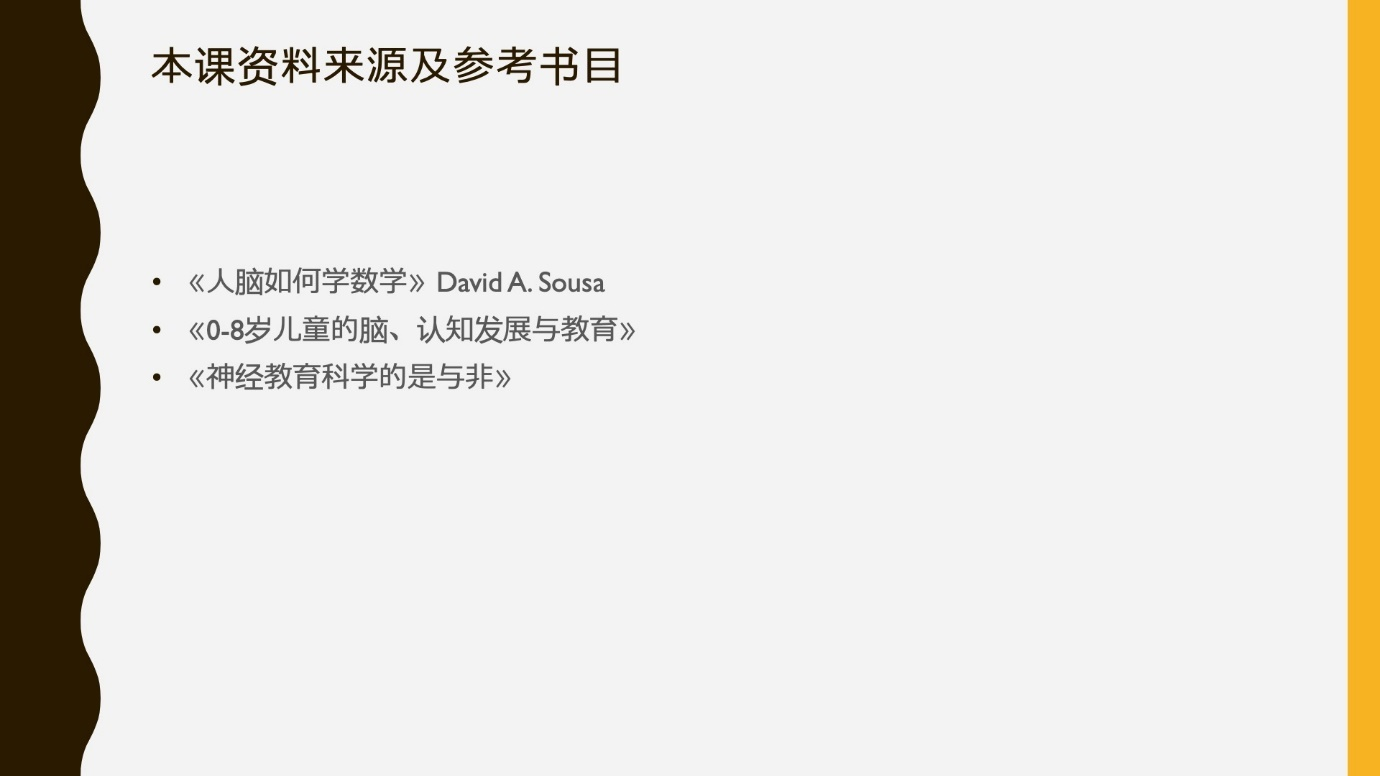 本课资料来源及参考书目
• 《人脑如何学数学》David A. Sousa
• 《0-8岁儿童的脑、认知发展与教育》
• 《神经教育科学的是与非》